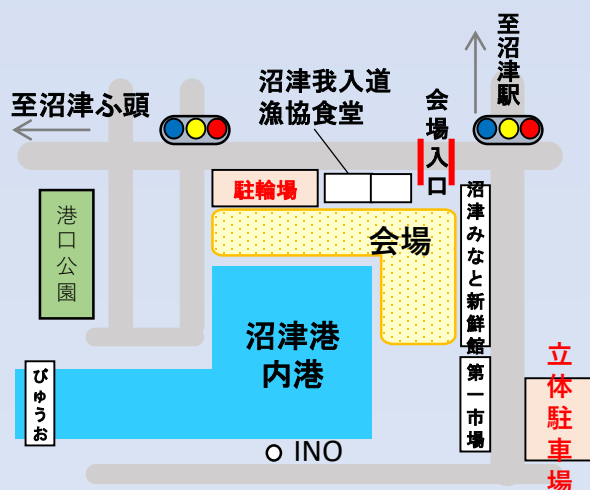 至沼津駅
至沼津ふ頭
沼津我入道
漁協食堂
会場入口
駐輪場
会場
港口公園
沼津みなと新鮮館
沼津港
内港
びゅうお
第一市場
立体駐車場
INO